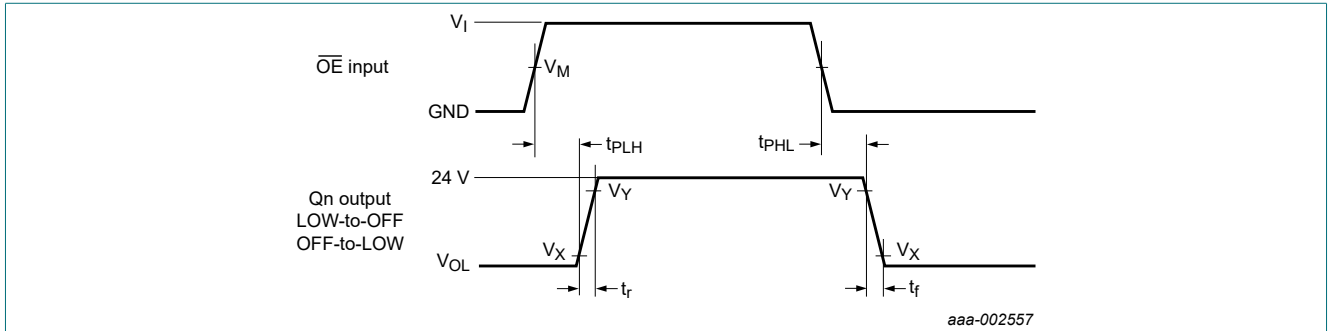 V_I
OE input
V_M
GND
t_PLH
t_PHL
24 V
Qn output
LOW-to-OFF
OFF-to-LOW
V_Y
V_Y
V_X
V_X
V_OL
t_r
t_f
aaa-002557